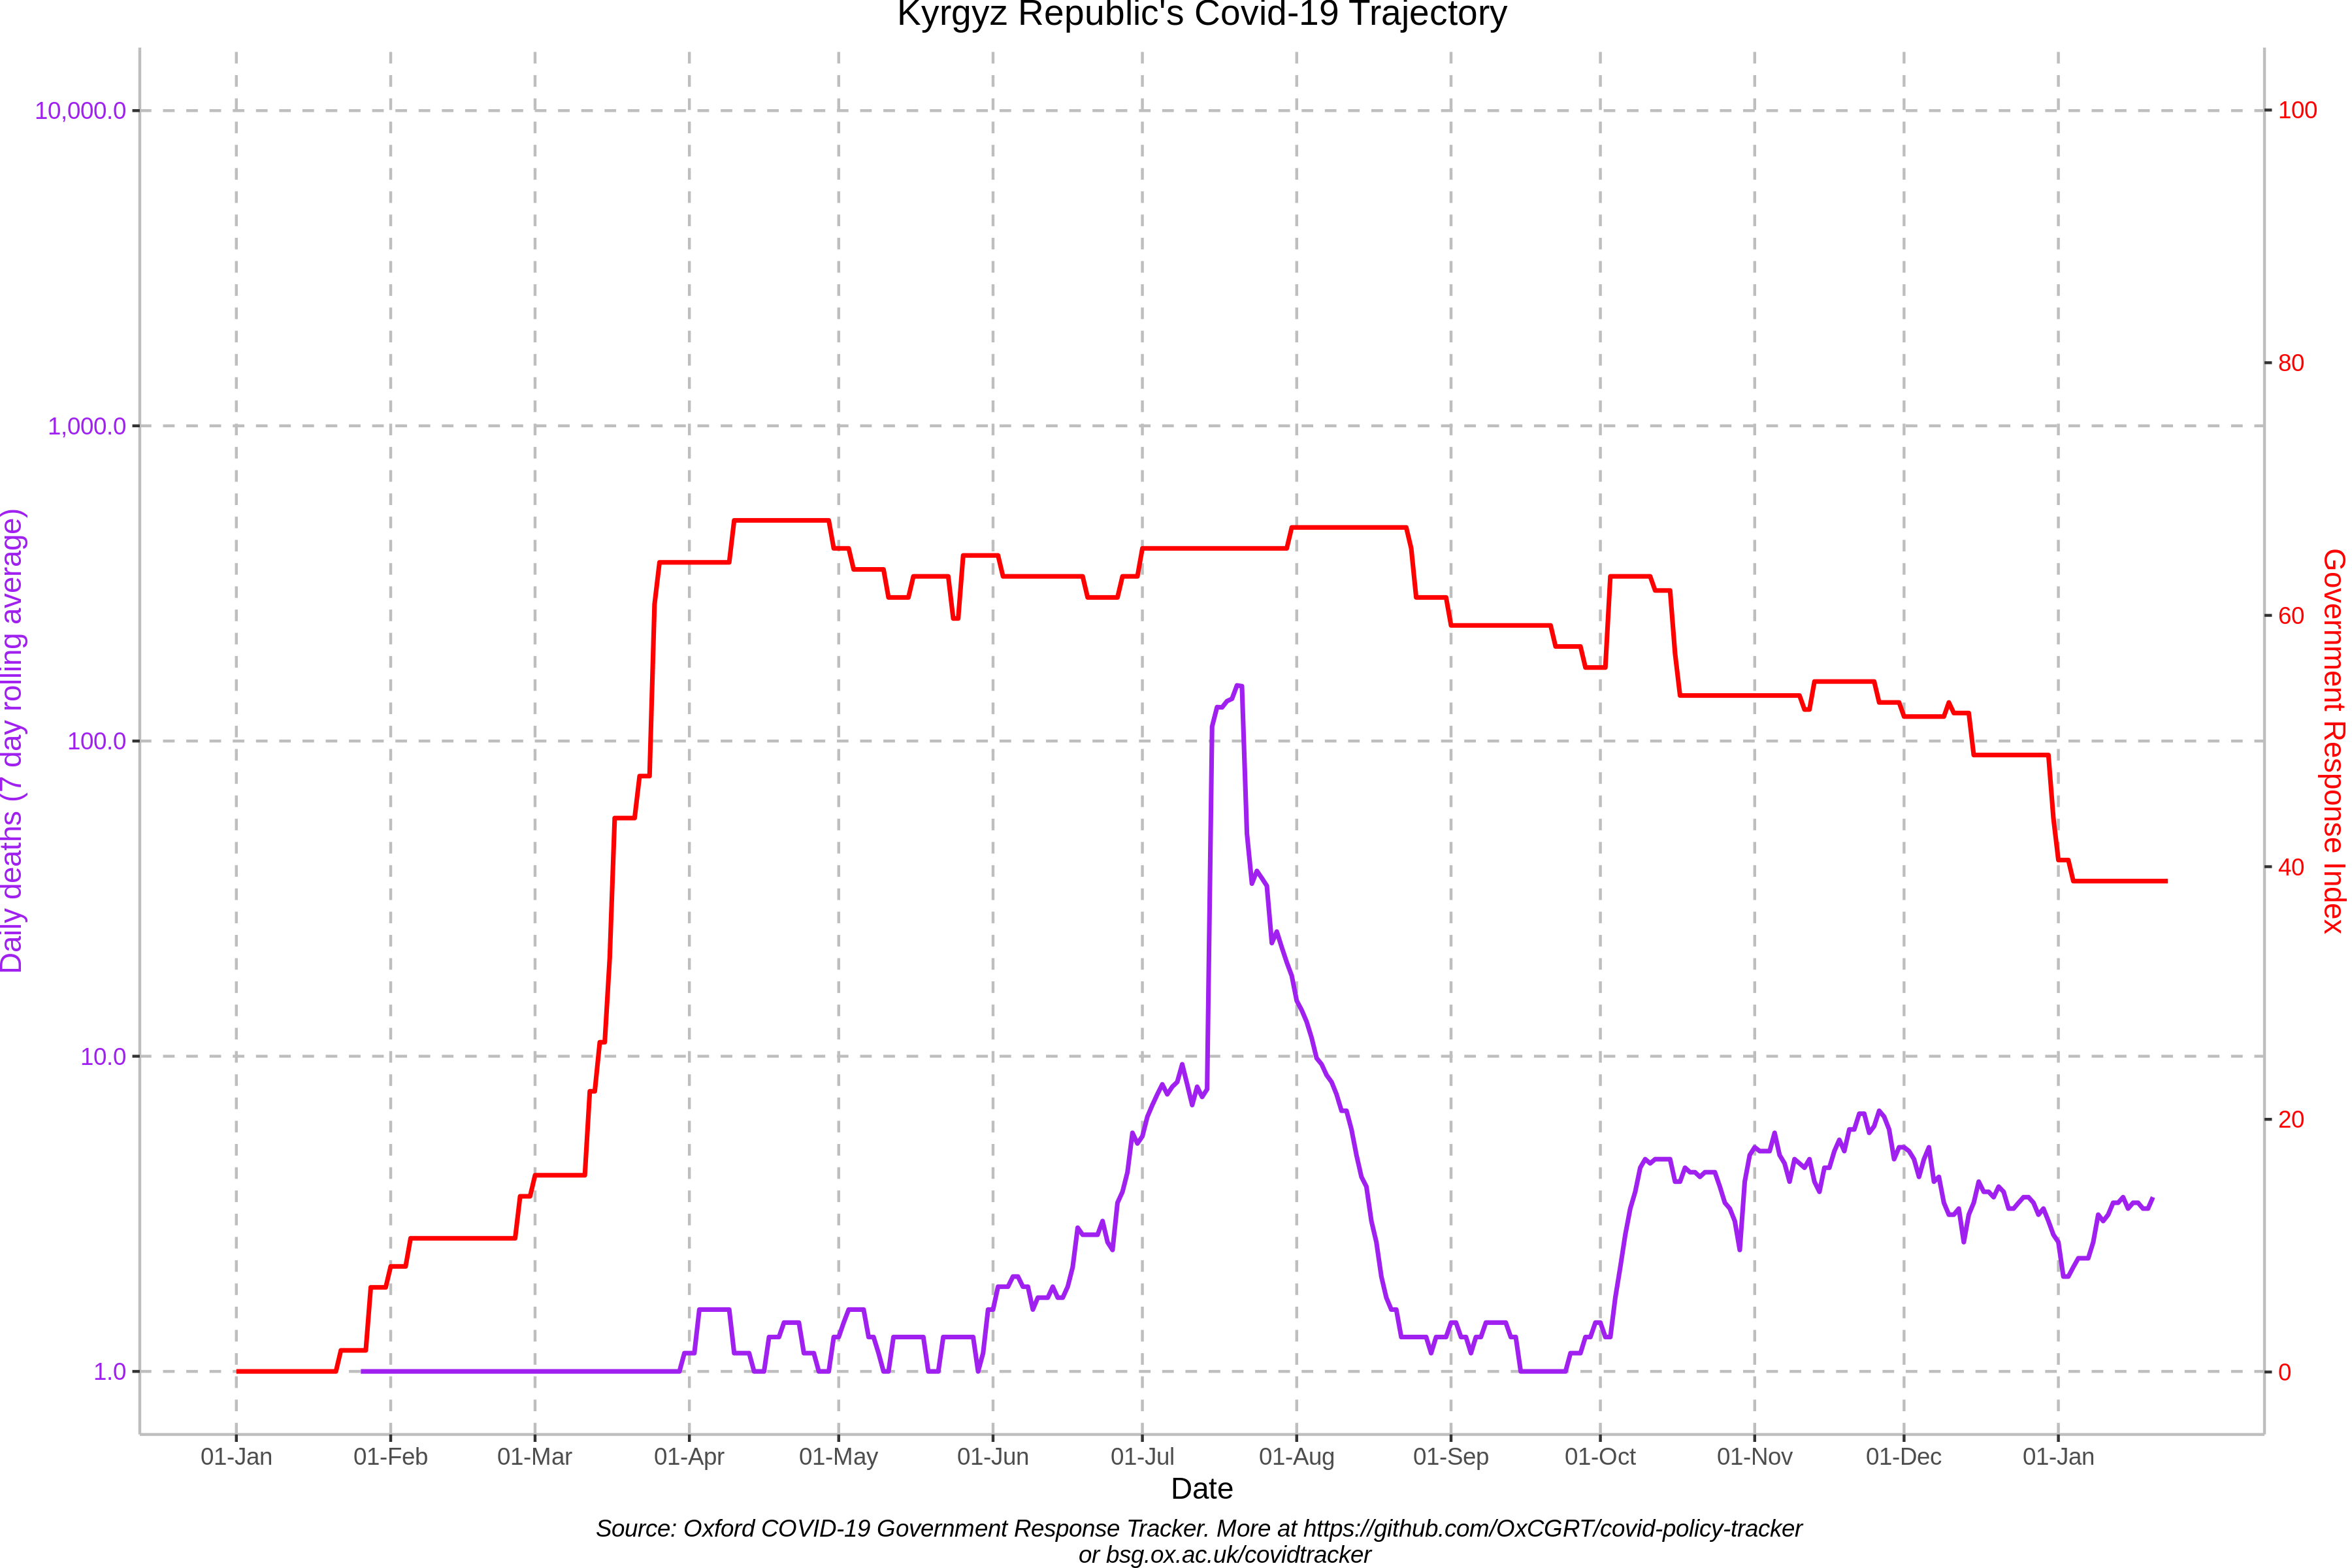 Kyrgyz Republic's Covid-19 Trajectory
10,000.0
1,000.0
100.0
10.0
1.0
Daily deaths (7 day rolling average)
100
80
60
40
20
0
Government Response Index
01-Jan 01-Feb 01-Mar 01-Apr 01-May 01-Jun 01-Jul 01-Aug 01-Sep 01-Oct 01-Nov 01-Dec 01-Jan
Date
Source: Oxford COVID-19 Government Response Tracker. More at https://github.com/OxCGRT/covid-policy-tracker
or bsg.ox.ac.uk/covidtracker